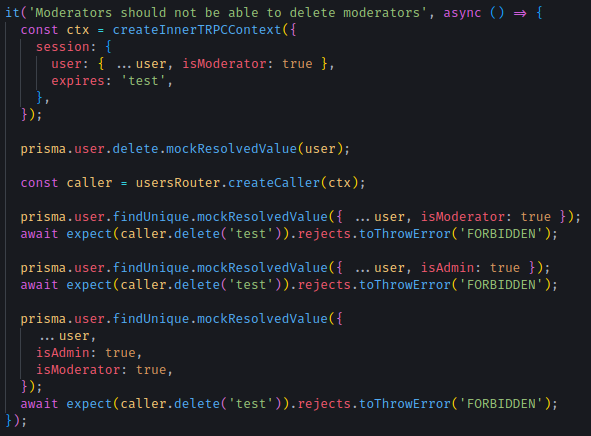 it('Moderators should not be able to delete moderators', async () => {
  const ctx = createInnerTRPCContext({
    session: {
      user: { ...user, isModerator: true },
      expires: 'test',
    },
  });

  prisma.user.delete.mockResolvedValue(user);

  const caller = usersRouter.createCaller(ctx);

  prisma.user.findUnique.mockResolvedValue({ ...user, isModerator: true });
  await expect(caller.delete('test')).rejects.toThrowError('FORBIDDEN');

  prisma.user.findUnique.mockResolvedValue({ ...user, isAdmin: true });
  await expect(caller.delete('test')).rejects.toThrowError('FORBIDDEN');

  prisma.user.findUnique.mockResolvedValue({
    ...user,
    isAdmin: true,
    isModerator: true,
  });
  await expect(caller.delete('test')).rejects.toThrowError('FORBIDDEN');
});